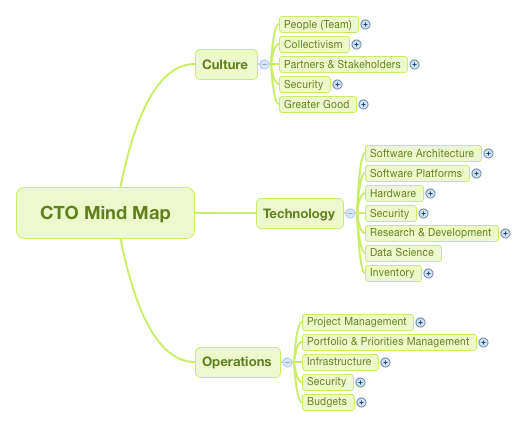 CTO Mind Map
Culture
People (Team)
Collectivism
Partners & Stakeholders
Security
Greater Good
Technology
Software Architecture
Software Platforms
Hardware
Security
Research & Development
Data Science
Inventory
Operations
Project Management
Portfolio & Priorities Management
Infrastructure
Security
Budgets